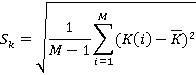 $S_k = \sqrt{\frac{1}{M-1}\sum_{i=1}^{M}(K(i)-\overline{K})^2}$